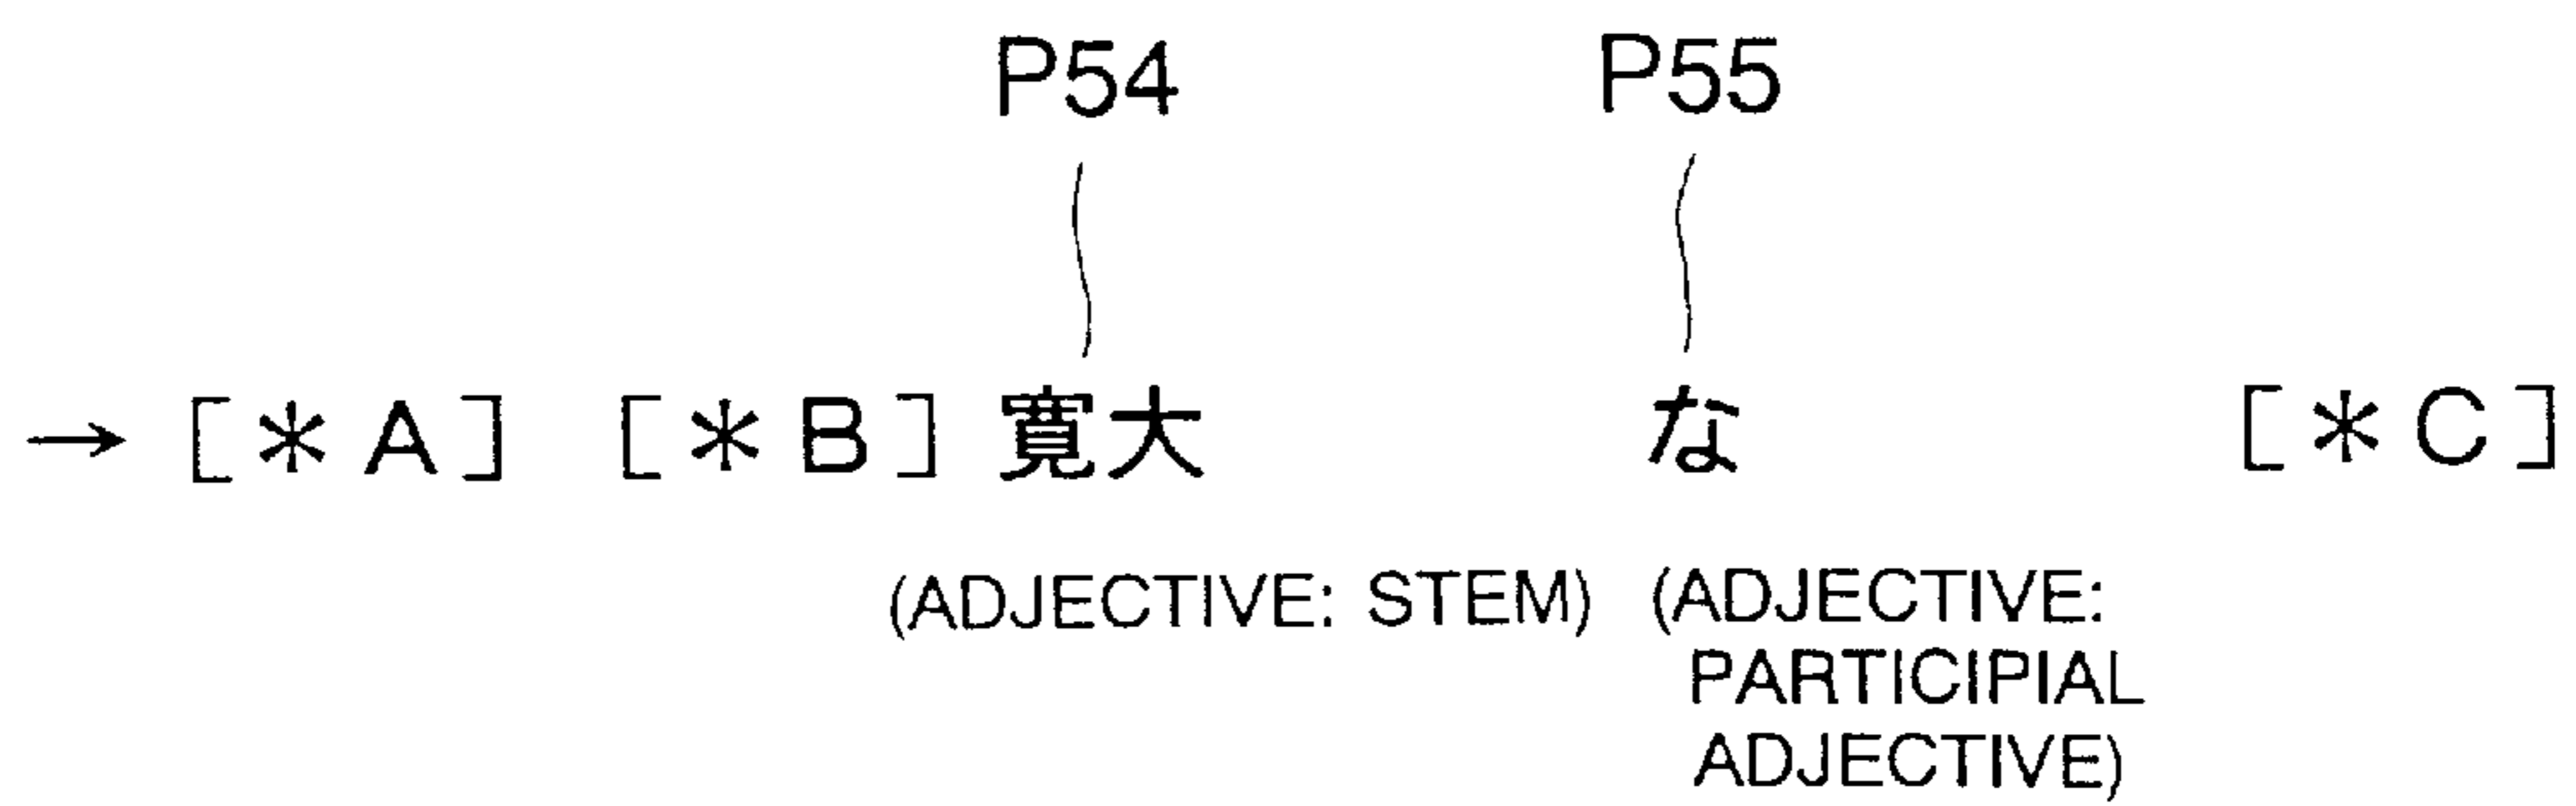 P54 P55
→ [*A] [*B] 寛大 な [*C]
(ADJECTIVE: STEM) (ADJECTIVE:
PARTICIPIAL
ADJECTIVE)